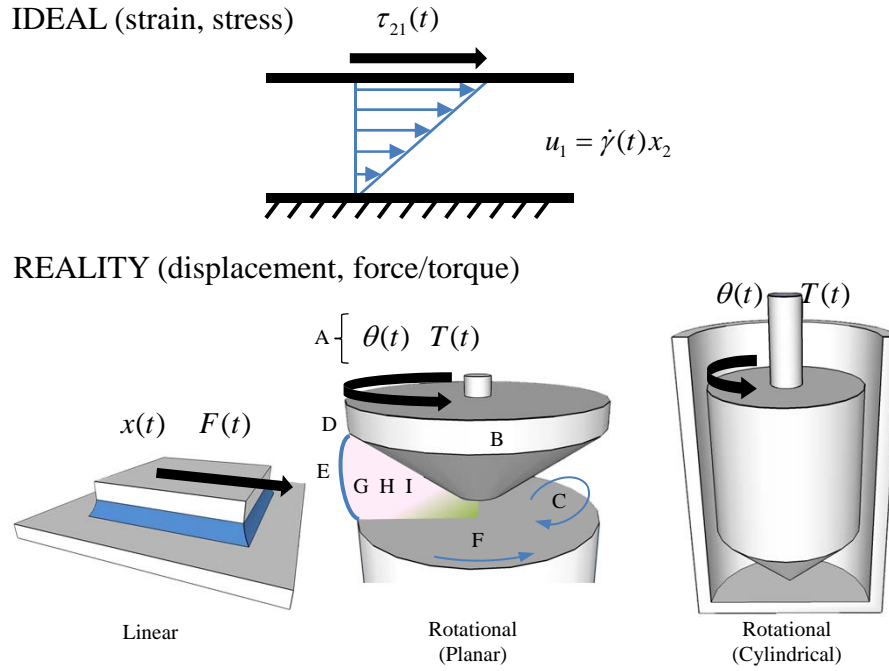 IDEAL (strain, stress)
τ₂₁(t)
u₁ = γ̇(t)x₂
REALITY (displacement, force/torque)
x(t) F(t)
A { θ(t) T(t)
D
B
E
G H I
C
F
θ(t) T(t)
Linear
Rotational
(Planar)
Rotational
(Cylindrical)